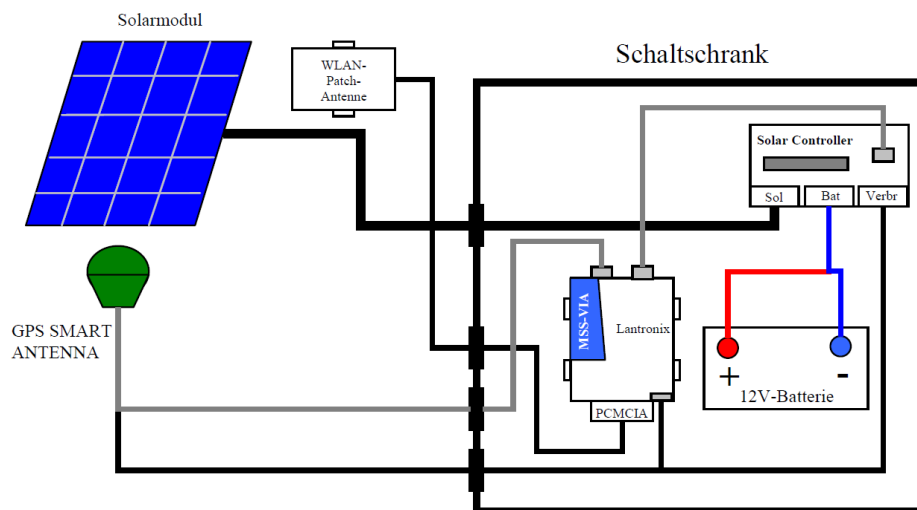 Solarmodul
WLAN-
Patch-
Antenne
Schaltschrank
Solar Controller
Sol
Bat
Verbr
GPS SMART
ANTENNA
MSS-VIA
Lantronix
PCMCIA
+
-
12V-Batterie